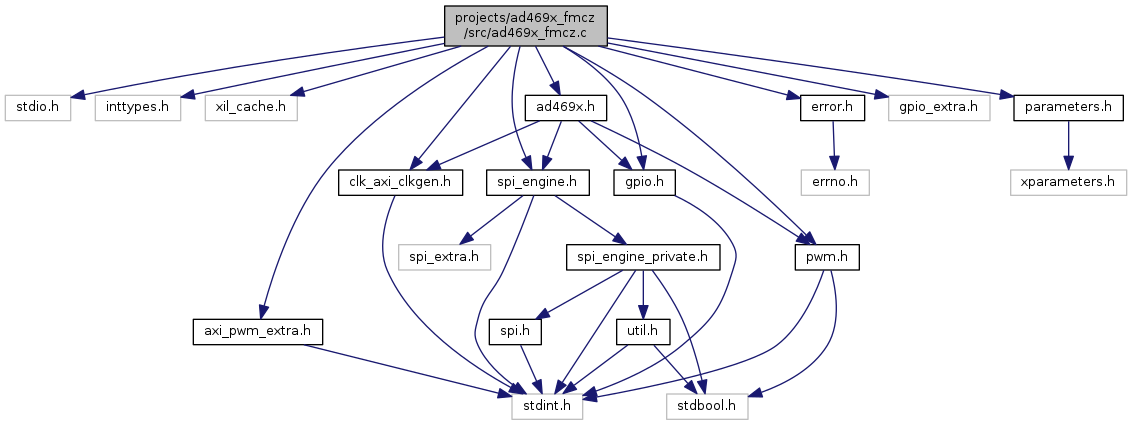 projects/ad469x_fmcz
/src/ad469x_fmcz.c
stdio.h
inttypes.h
xil_cache.h
ad469x.h
error.h
gpio_extra.h
parameters.h
clk_axi_clkgen.h
spi_engine.h
gpio.h
errno.h
xparameters.h
spi_extra.h
spi_engine_private.h
pwm.h
axi_pwm_extra.h
spi.h
util.h
stdint.h
stdbool.h